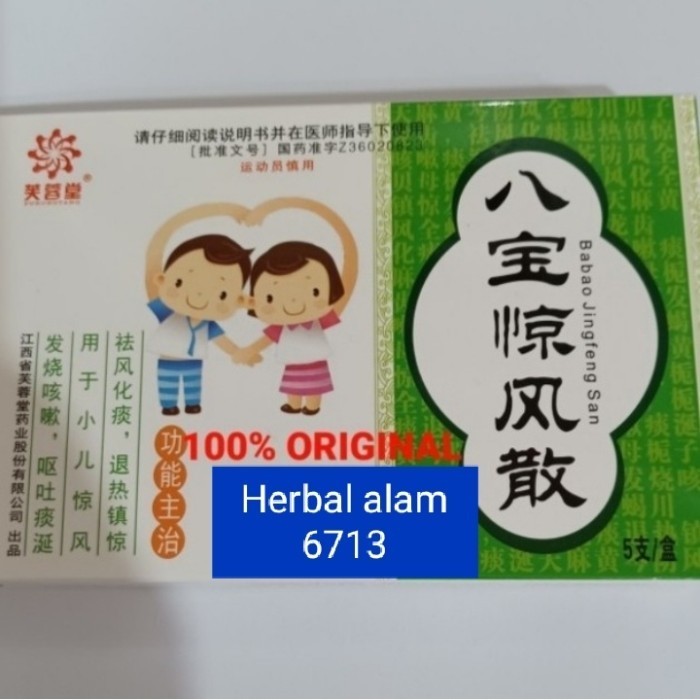 请仔细阅读说明书并在医师指导下使用
[批准文号] 国药准字Z36020623
运动员慎用
芙蓉堂®
FURONGTANG
八宝惊风散
Babao Jingfeng San
功能主治
祛风化痰，退热镇惊
用于小儿惊风
发烧咳嗽，呕吐痰涎
江西省芙蓉堂药业股份有限公司 出品
100% ORIGINAL
Herbal alam
6713
5支/盒